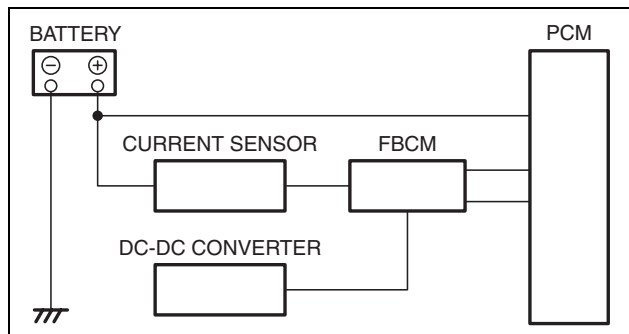 BATTERY
PCM
⊖ ⊕
CURRENT SENSOR
FBCM
DC-DC CONVERTER